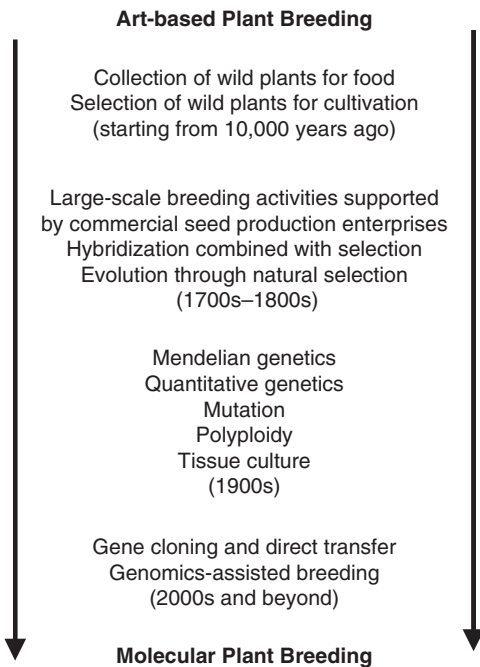 Art-based Plant Breeding
Collection of wild plants for food
Selection of wild plants for cultivation
(starting from 10,000 years ago)
Large-scale breeding activities supported
by commercial seed production enterprises
Hybridization combined with selection
Evolution through natural selection
(1700s–1800s)
Mendelian genetics
Quantitative genetics
Mutation
Polyploidy
Tissue culture
(1900s)
Gene cloning and direct transfer
Genomics-assisted breeding
(2000s and beyond)
Molecular Plant Breeding